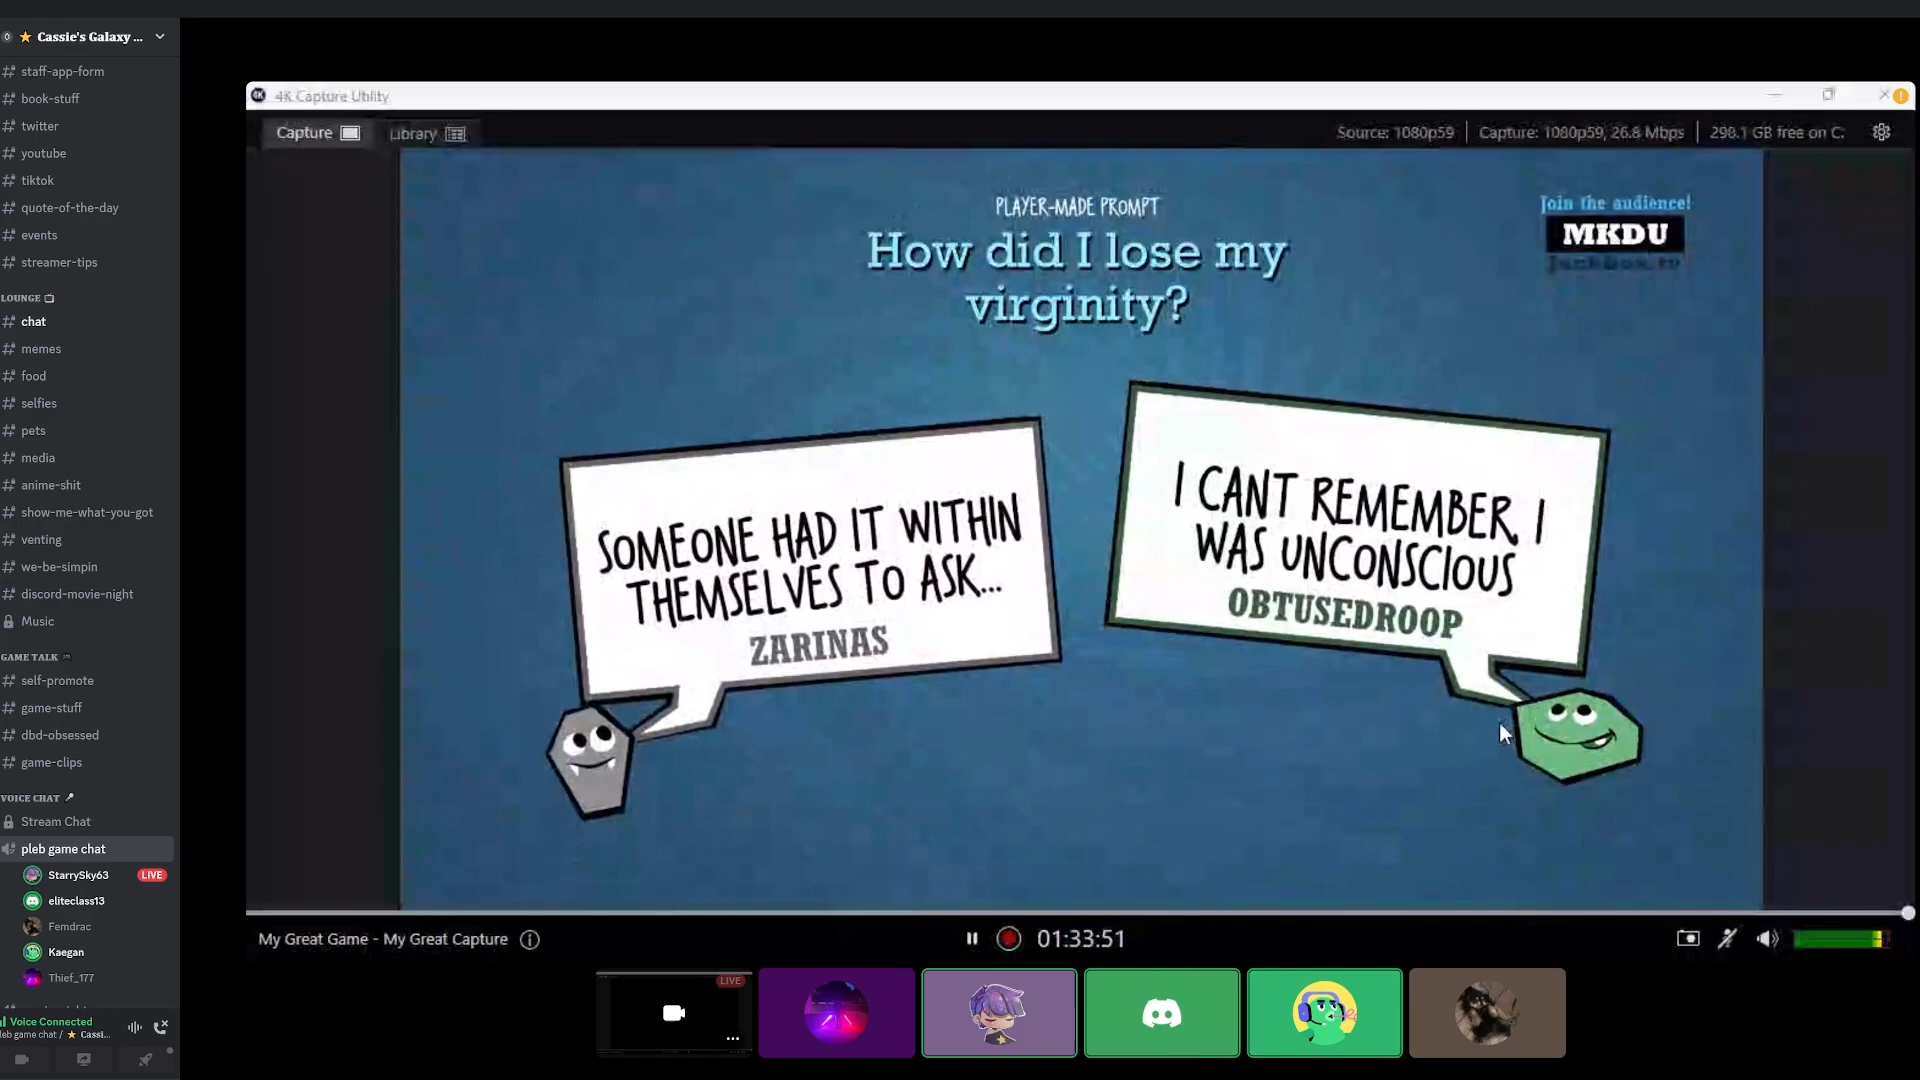 Cassie's Galaxy ...
staff-app-form
book-stuff
twitter
youtube
tiktok
quote-of-the-day
events
streamer-tips
LOUNGE
chat
memes
food
selfies
pets
media
anime-shit
show-me-what-you-got
venting
we-be-simpin
discord-movie-night
Music
GAME TALK
self-promote
game-stuff
dbd-obsessed
game-clips
VOICE CHAT
Stream Chat
pleb game chat
StarrySky63 LIVE
eliteclass13
Femdrac
Kaegan
Thief_177
Voice Connected
leb game chat / Cassi...
4K Capture Utility
Capture Library
Source: 1080p59 Capture: 1080p59, 26.8 Mbps 298.1 GB free on C:
PLAYER-MADE PROMPT
How did I lose my
virginity?
Join the audience!
MKDU
jackbox.tv
SOMEONE HAD IT WITHIN
THEMSELVES TO ASK...
ZARINAS
I CANT REMEMBER, I
WAS UNCONSCIOUS
OBTUSEDROOP
My Great Game - My Great Capture
01:33:51
LIVE